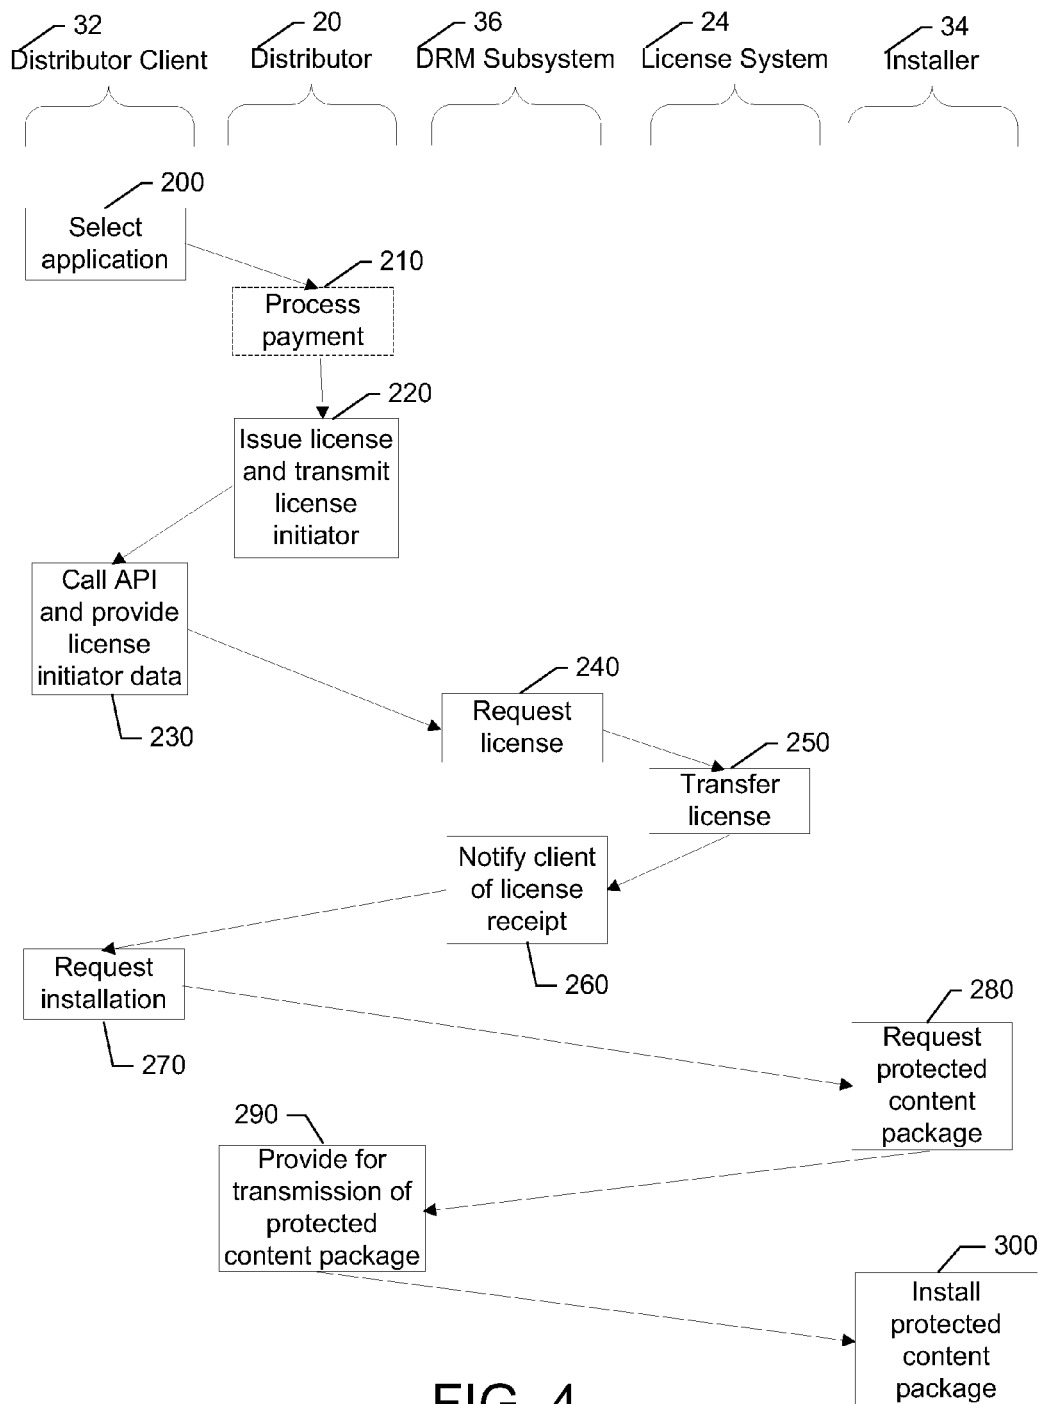 32 20 36 24 34
Distributor Client Distributor DRM Subsystem License System Installer
200
Select
application
210
Process
payment
220
Issue license
and transmit
license
initiator
Call API
and provide
license
initiator data
230
240
Request
license
250
Transfer
license
Notify client
of license
receipt
260
Request
installation
270
280
Request
protected
content
package
290
Provide for
transmission of
protected
content package
300
Install
protected
content
package
FIG. 4